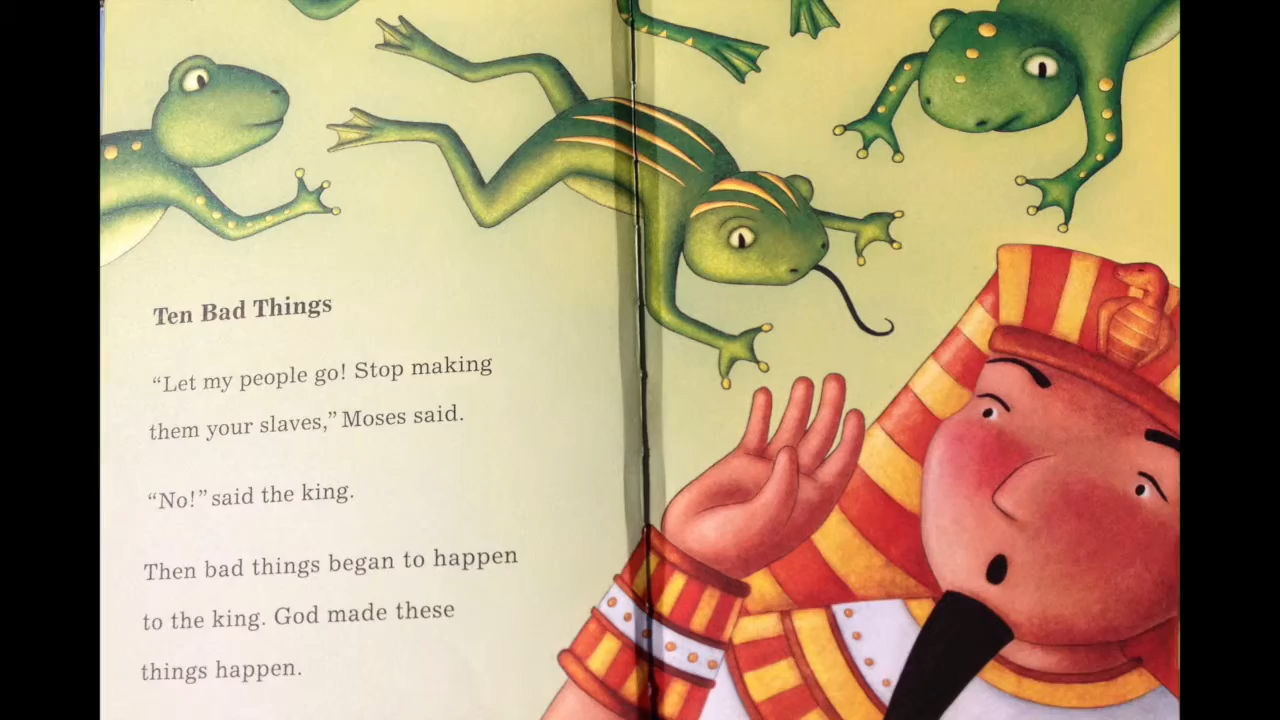 Ten Bad Things
“Let my people go! Stop making
them your slaves,” Moses said.
“No!” said the king.
Then bad things began to happen
to the king. God made these
things happen.